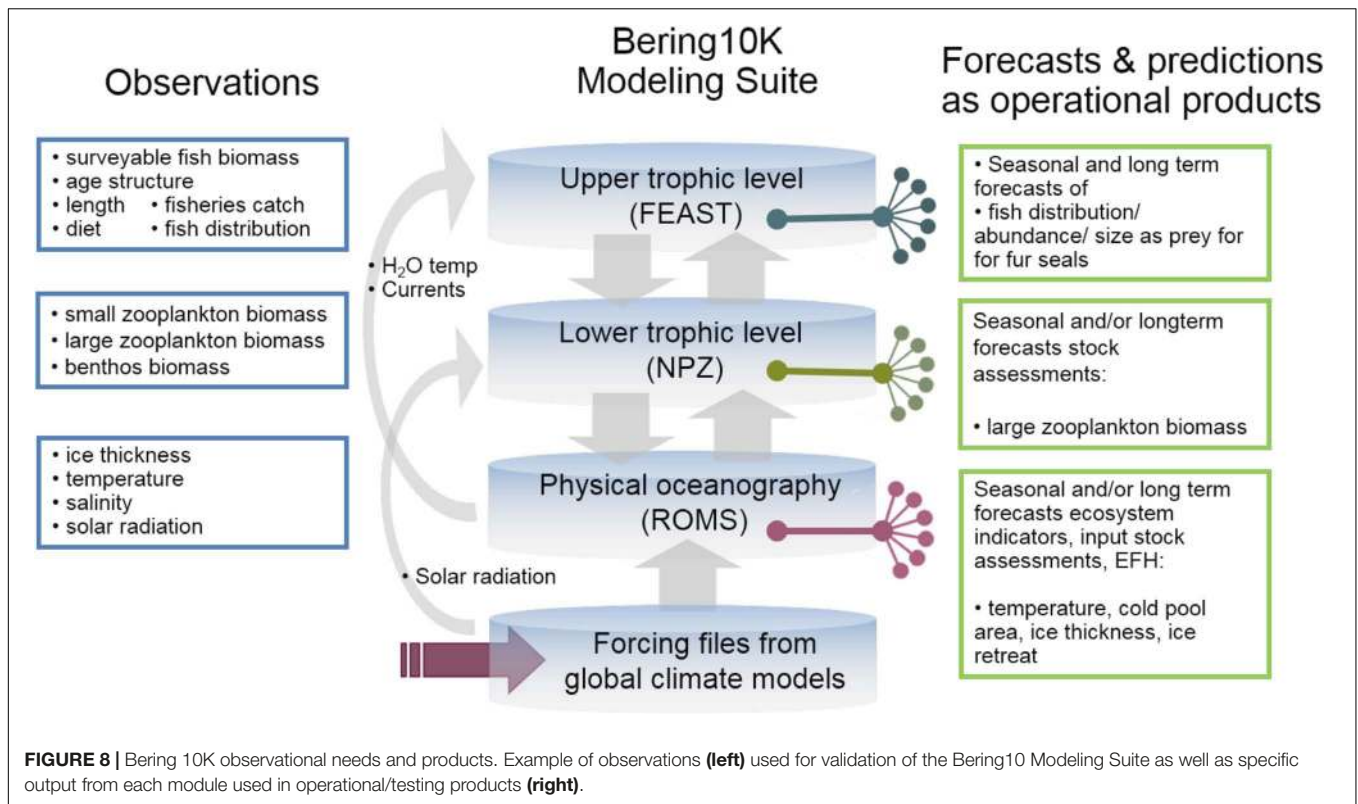 Observations
• surveyable fish biomass
• age structure
• length • fisheries catch
• diet • fish distribution
• small zooplankton biomass
• large zooplankton biomass
• benthos biomass
• ice thickness
• temperature
• salinity
• solar radiation
Bering10K
Modeling Suite
Upper trophic level
(FEAST)
• H₂O temp
• Currents
Lower trophic level
(NPZ)
Physical oceanography
(ROMS)
• Solar radiation
Forcing files from
global climate models
Forecasts & predictions
as operational products
• Seasonal and long term
forecasts of
• fish distribution/
abundance/ size as prey for
for fur seals
Seasonal and/or longterm
forecasts stock
assessments:
• large zooplankton biomass
Seasonal and/or long term
forecasts ecosystem
indicators, input stock
assessments, EFH:
• temperature, cold pool
area, ice thickness, ice
retreat
FIGURE 8 | Bering 10K observational needs and products. Example of observations (left) used for validation of the Bering10 Modeling Suite as well as specific
output from each module used in operational/testing products (right).